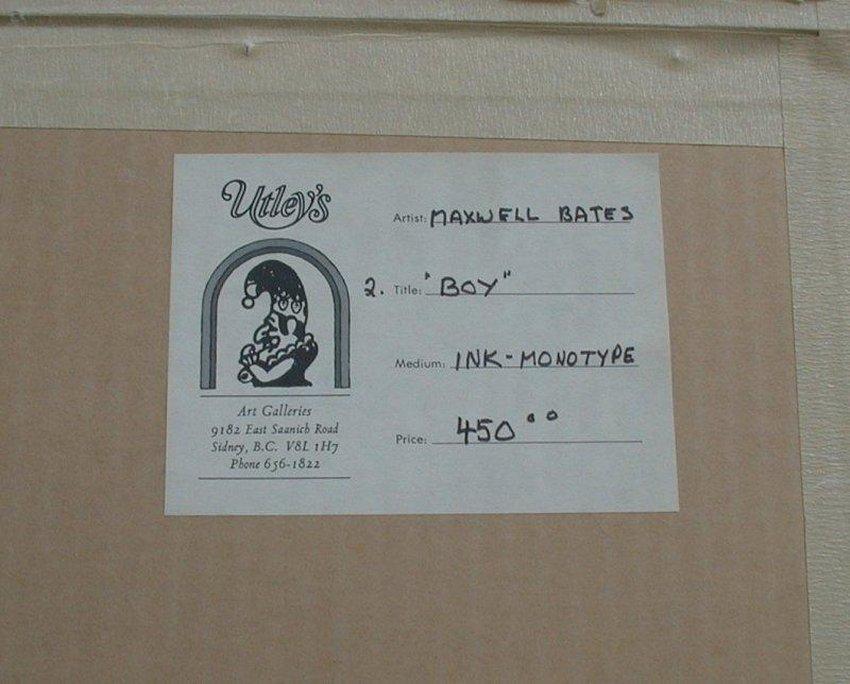 Utley's
Art Galleries
9182 East Saanich Road
Sidney, B.C. V8L 1H7
Phone 656-1822
Artist: MAXWELL BATES
2. Title: "BOY"
Medium: INK-MONOTYPE
Price: 450⁰⁰